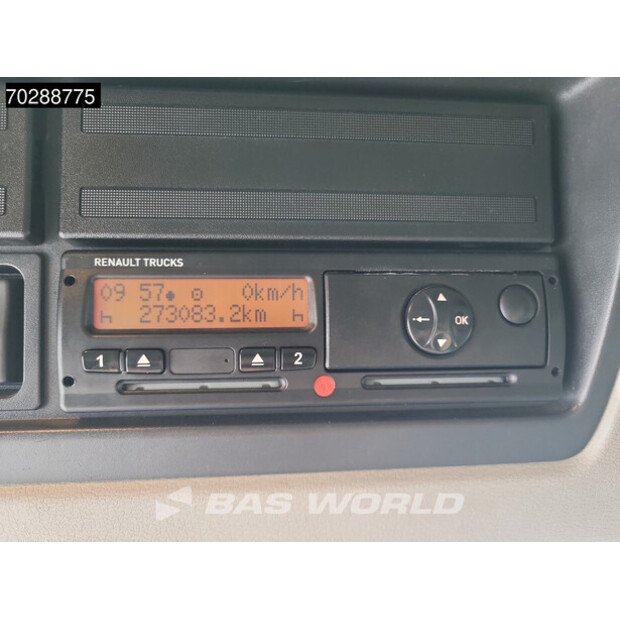 70288775
RENAULT TRUCKS
09 57 0km/h
273083.2km
1 2
OK
BAS WORLD